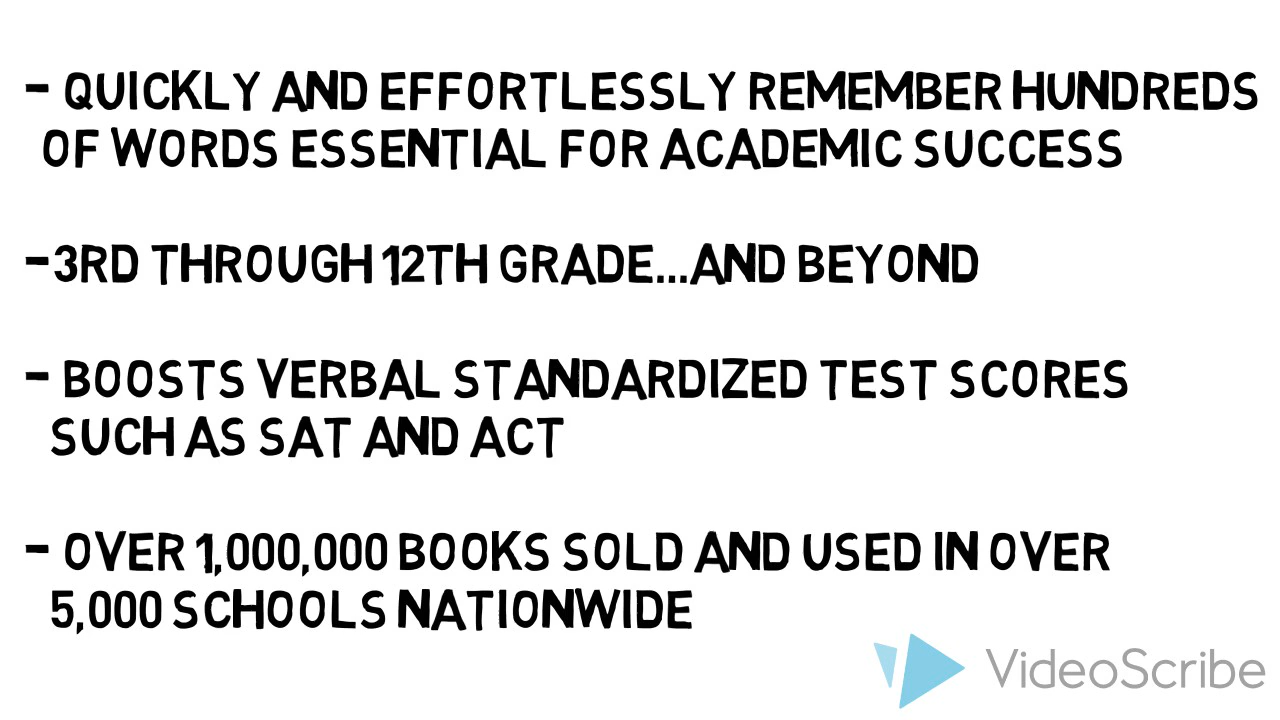 - QUICKLY AND EFFORTLESSLY REMEMBER HUNDREDS
OF WORDS ESSENTIAL FOR ACADEMIC SUCCESS
-3RD THROUGH 12TH GRADE...AND BEYOND
- BOOSTS VERBAL STANDARDIZED TEST SCORES
SUCH AS SAT AND ACT
- OVER 1,000,000 BOOKS SOLD AND USED IN OVER
5,000 SCHOOLS NATIONWIDE
VideoScribe